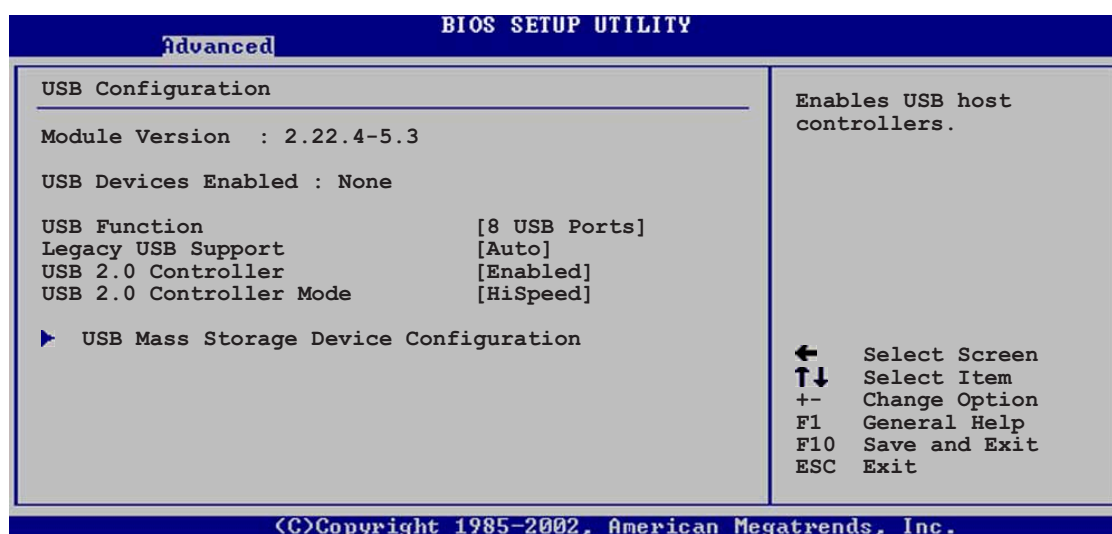 BIOS SETUP UTILITY
Advanced
USB Configuration
Module Version : 2.22.4-5.3
USB Devices Enabled : None
USB Function [8 USB Ports]
Legacy USB Support [Auto]
USB 2.0 Controller [Enabled]
USB 2.0 Controller Mode [HiSpeed]
USB Mass Storage Device Configuration
Enables USB host
controllers.
Select Screen
Select Item
+- Change Option
F1 General Help
F10 Save and Exit
ESC Exit
(C)Copyright 1985-2002, American Megatrends, Inc.